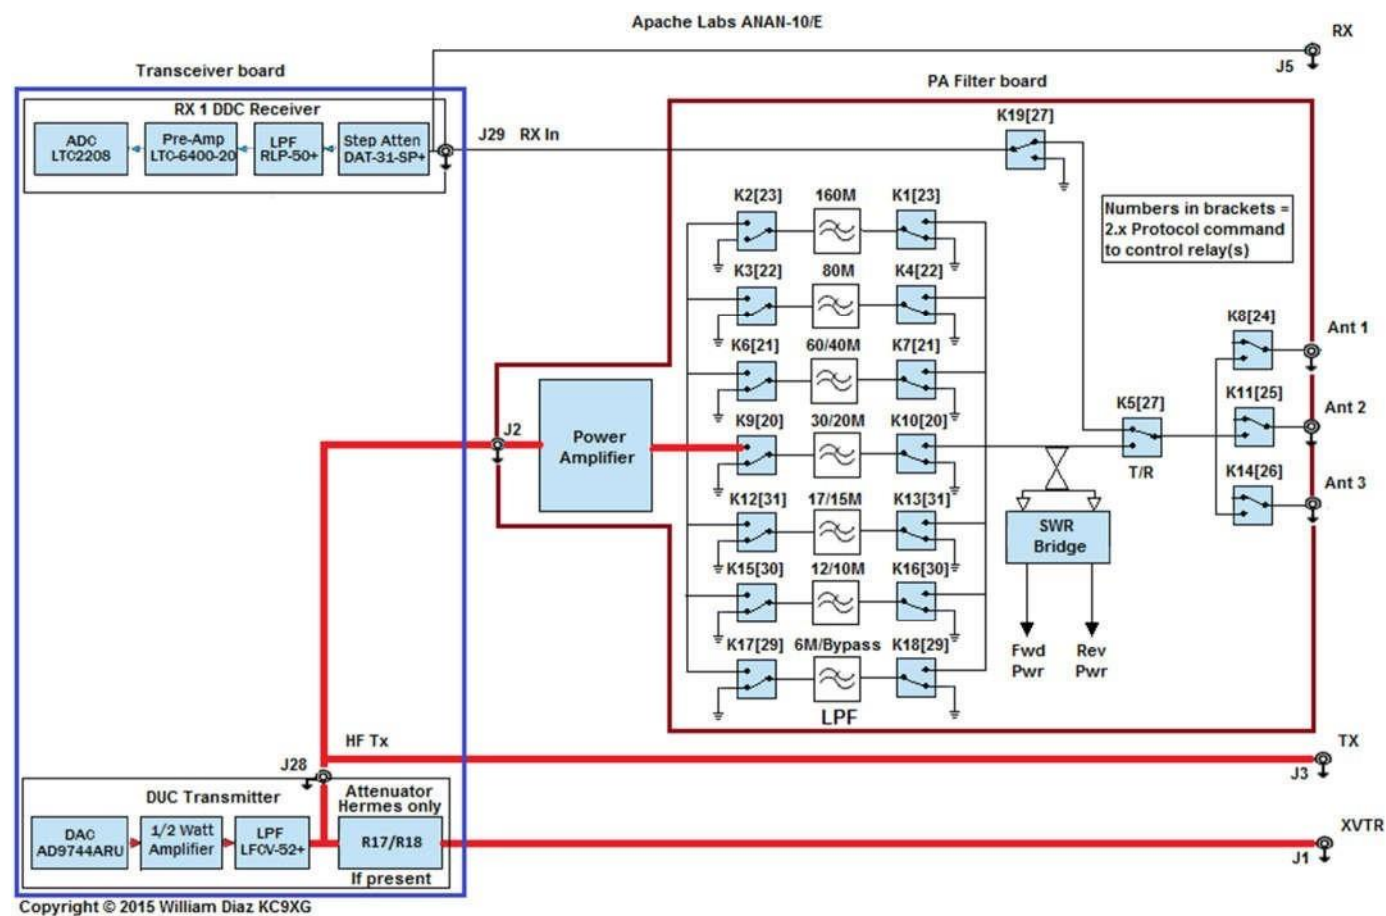 Apache Labs ANAN-10/E
RX
J5
Transceiver board
PA Filter board
RX 1 DDC Receiver
ADC
LTC2208
Pre-Amp
LTC-6400-20
LPF
RLP-50+
Step Atten
DAT-31-SP+
J29 RX In
K19[27]
Numbers in brackets =
2.x Protocol command
to control relay(s)
K2[23]
160M
K1[23]
K3[22]
80M
K4[22]
K6[21]
60/40M
K7[21]
K9[20]
30/20M
K10[20]
K12[31]
17/15M
K13[31]
K15[30]
12/10M
K16[30]
K17[29]
6M/Bypass
K18[29]
LPF
J2
Power
Amplifier
K5[27]
T/R
K8[24]
Ant 1
K11[25]
Ant 2
K14[26]
Ant 3
SWR
Bridge
Fwd
Pwr
Rev
Pwr
HF Tx
TX
J3
J28
DUC Transmitter
Attenuator
Hermes only
DAC
AD9744ARU
1/2 Watt
Amplifier
LPF
LFCV-52+
R17/R18
If present
XVTR
J1
Copyright © 2015 William Diaz KC9XG